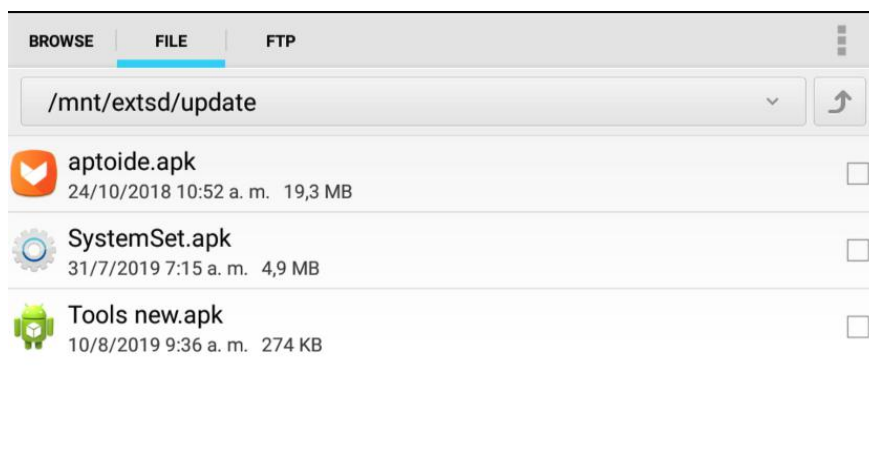 BROWSE FILE FTP
/mnt/extsd/update
aptoide.apk
24/10/2018 10:52 a. m. 19,3 MB
SystemSet.apk
31/7/2019 7:15 a. m. 4,9 MB
Tools new.apk
10/8/2019 9:36 a. m. 274 KB